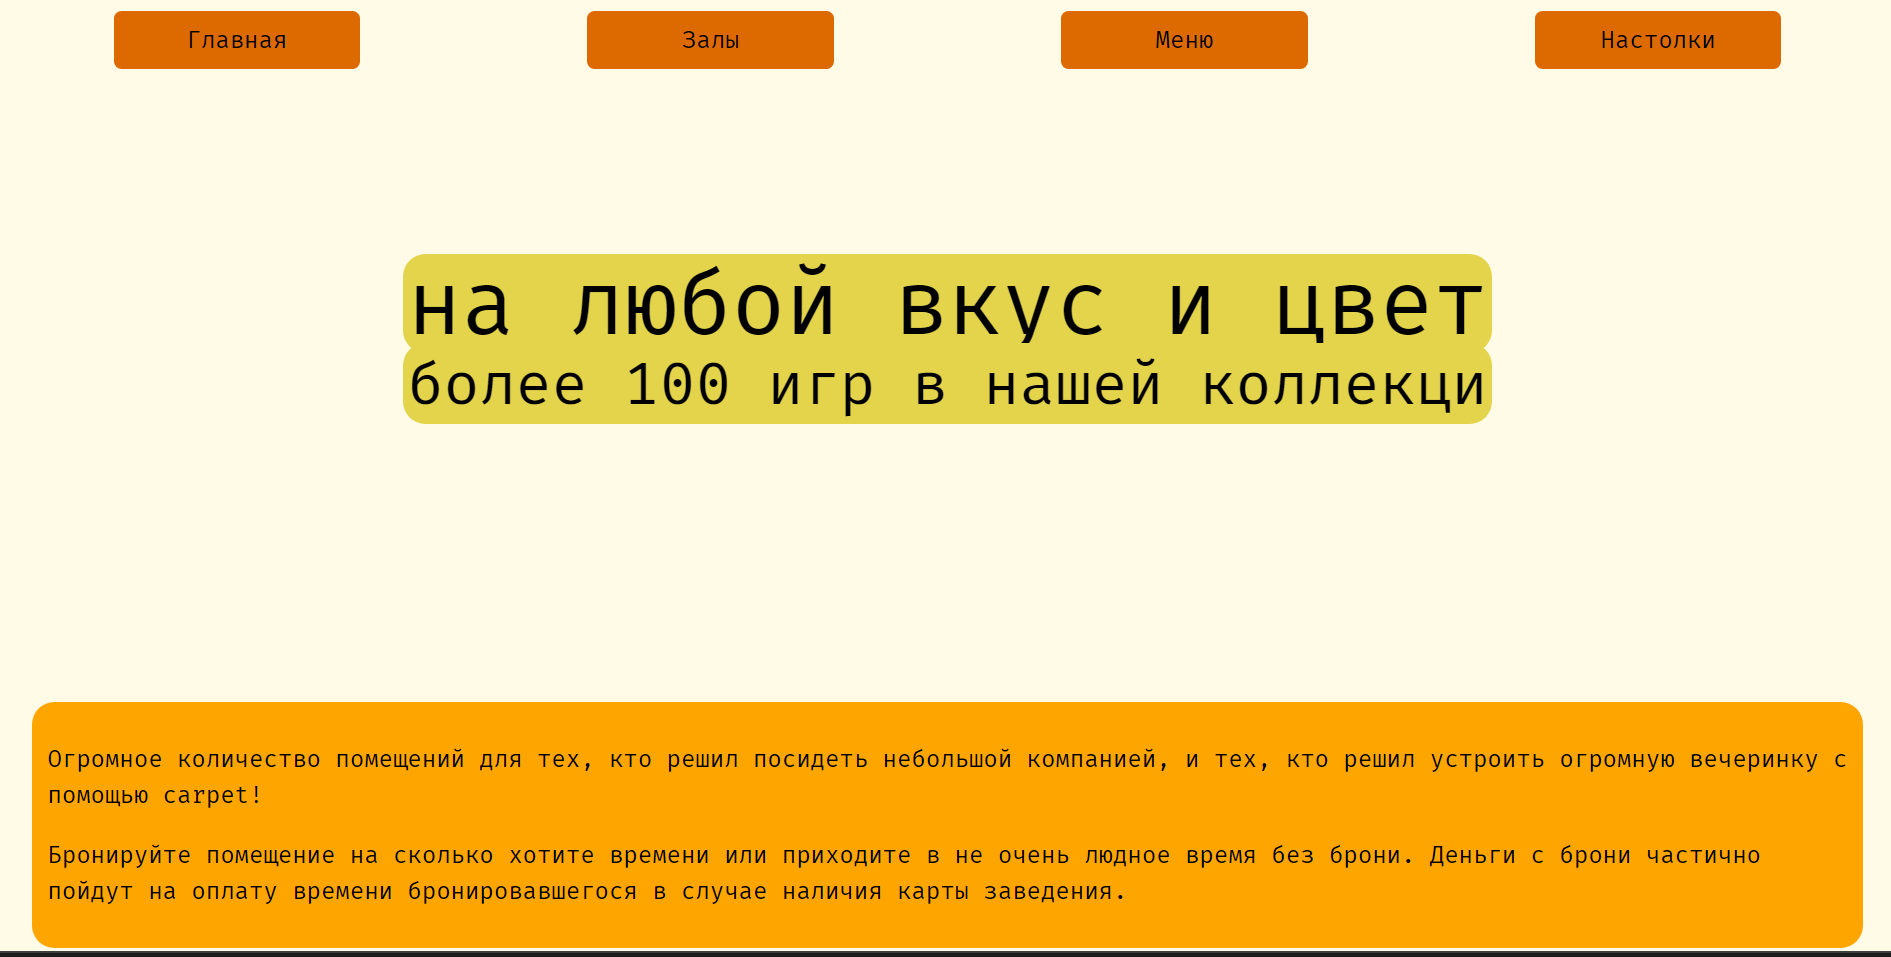 Главная
Залы
Меню
Настолки
на любой вкус и цвет
более 100 игр в нашей коллекци
Огромное количество помещений для тех, кто решил посидеть небольшой компанией, и тех, кто решил устроить огромную вечеринку с
помощью carpet!
Бронируйте помещение на сколько хотите времени или приходите в не очень людное время без брони. Деньги с брони частично
пойдут на оплату времени бронировавшегося в случае наличия карты заведения.